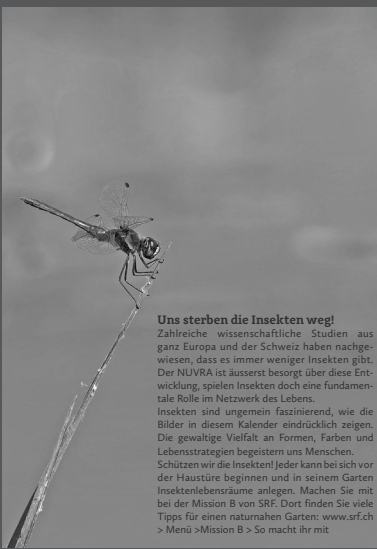 Uns sterben die Insekten weg!
Zahlreiche wissenschaftliche Studien aus
ganz Europa und der Schweiz haben nachge-
wiesen, dass es immer weniger Insekten gibt.
Der NUVRA ist äusserst besorgt über diese Ent-
wicklung, spielen Insekten doch eine fundamen-
tale Rolle im Netzwerk des Lebens.
Insekten sind ungemein faszinierend, wie die
Bilder in diesem Kalender eindrücklich zeigen.
Die gewaltige Vielfalt an Formen, Farben und
Lebensstrategien begeistern uns Menschen.
Schützen wir die Insekten! Jeder kann bei sich vor
der Haustüre beginnen und in seinem Garten
Insektenlebensräume anlegen. Machen Sie mit
bei der Mission B von SRF. Dort finden Sie viele
Tipps für einen naturnahen Garten: www.srf.ch
> Menü >Mission B > So macht ihr mit